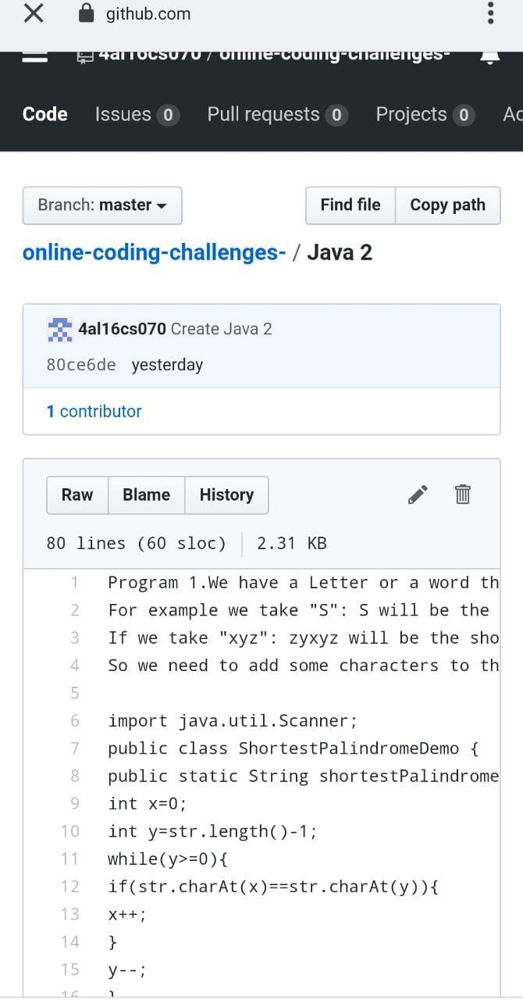 github.com
4al16cs070 / online-coding-challenges-
Code Issues 0 Pull requests 0 Projects 0 Ac
Branch: master Find file Copy path
online-coding-challenges- / Java 2
4al16cs070 Create Java 2
80ce6de yesterday
1 contributor
Raw Blame History
80 lines (60 sloc) 2.31 KB
1 Program 1.We have a Letter or a word th
2 For example we take "S": S will be the
3 If we take "xyz": zyxyz will be the sho
4 So we need to add some characters to th
5
6 import java.util.Scanner;
7 public class ShortestPalindromeDemo {
8 public static String shortestPalindrome
9 int x=0;
10 int y=str.length()-1;
11 while(y>=0){
12 if(str.charAt(x)==str.charAt(y)){
13 x++;
14 }
15 y--;
16 }